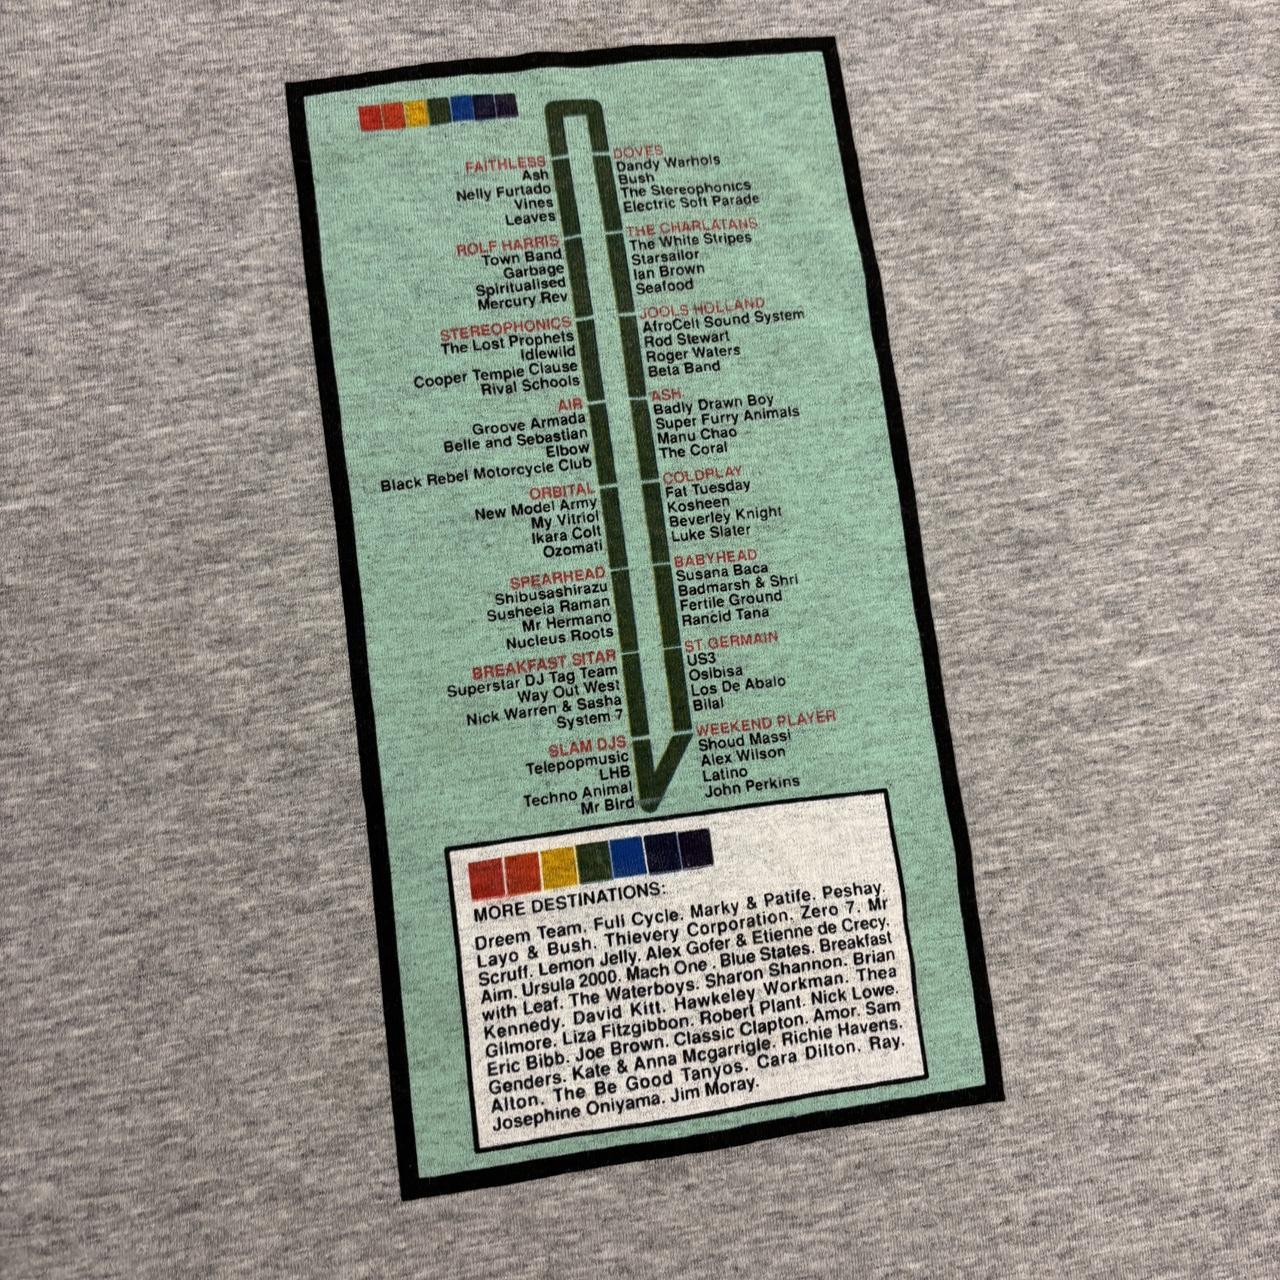 FAITHLESS
Ash
Nelly Furtado
Vines
Leaves
ROLF HARRIS
Town Band
Garbage
Spiritualised
Mercury Rev
STEREOPHONICS
The Lost Prophets
Idlewild
Cooper Temple Clause
Rival Schools
AIR
Groove Armada
Belle and Sebastian
Elbow
Black Rebel Motorcycle Club
ORBITAL
New Model Army
My Vitriol
Ikara Colt
Ozomati
SPEARHEAD
Shibusashirazu
Susheela Raman
Mr Hermano
Nucleus Roots
BREAKFAST SITAR
Superstar DJ Tag Team
Way Out West
Nick Warren & Sasha
System 7
SLAM DJS
Telepopmusic
LHB
Techno Animal
Mr Bird
DOVES
Dandy Warhols
Bush
The Stereophonics
Electric Soft Parade
THE CHARLATANS
The White Stripes
Starsailor
Ian Brown
Seafood
JOOLS HOLLAND
AfroCelt Sound System
Rod Stewart
Roger Waters
Beta Band
ASH
Badly Drawn Boy
Super Furry Animals
Manu Chao
The Coral
COLDPLAY
Fat Tuesday
Kosheen
Beverley Knight
Luke Slater
BABYHEAD
Susana Baca
Badmarsh & Shri
Fertile Ground
Rancid Tana
ST GERMAIN
US3
Osibisa
Los De Abalo
Bilal
WEEKEND PLAYER
Shoud Massi
Alex Wilson
Latino
John Perkins
MORE DESTINATIONS:
Dreem Team. Full Cycle. Marky & Patife. Peshay.
Layo & Bush. Thievery Corporation. Zero 7. Mr
Scruff. Lemon Jelly. Alex Gofer & Etienne de Crecy.
Aim. Ursula 2000. Mach One . Blue States. Breakfast
with Leaf. The Waterboys. Sharon Shannon. Brian
Kennedy. David Kitt. Hawkeley Workman. Thea
Gilmore. Liza Fitzgibbon. Robert Plant. Nick Lowe.
Eric Bibb. Joe Brown. Classic Clapton. Amor. Sam
Genders. Kate & Anna Mcgarrigle. Richie Havens.
Alton. The Be Good Tanyos. Cara Dilton. Ray.
Josephine Oniyama. Jim Moray.